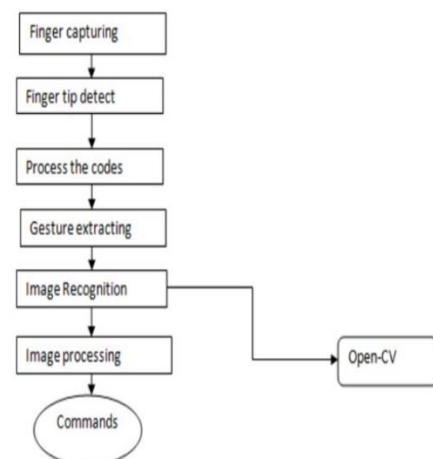 Finger capturing
Finger tip detect
Process the codes
Gesture extracting
Image Recognition
Image processing
Open-CV
Commands